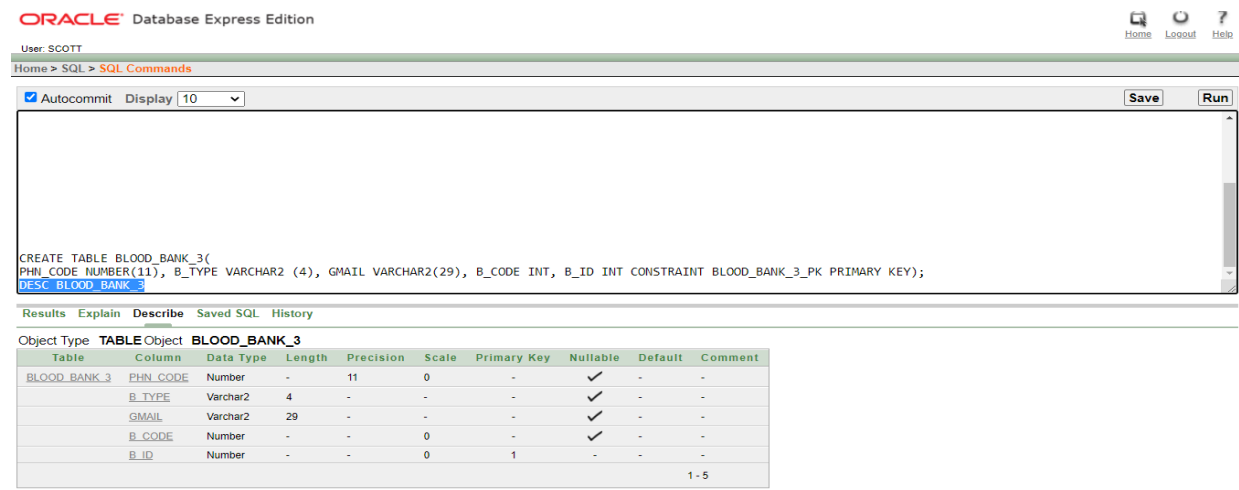 ORACLE Database Express Edition
Home Logout Help
User: SCOTT
Home > SQL > SQL Commands
Autocommit Display 10 Save Run
CREATE TABLE BLOOD_BANK_3(
PHN_CODE NUMBER(11), B_TYPE VARCHAR2 (4), GMAIL VARCHAR2(29), B_CODE INT, B_ID INT CONSTRAINT BLOOD_BANK_3_PK PRIMARY KEY);
DESC BLOOD_BANK_3
Results Explain Describe Saved SQL History
Object Type TABLE Object BLOOD_BANK_3
Table Column Data Type Length Precision Scale Primary Key Nullable Default Comment
BLOOD_BANK_3 PHN_CODE Number - 11 0 - ✓ - -
B_TYPE Varchar2 4 - - - ✓ - -
GMAIL Varchar2 29 - - - ✓ - -
B_CODE Number - - 0 - ✓ - -
B_ID Number - - 0 1 - - -
1 - 5